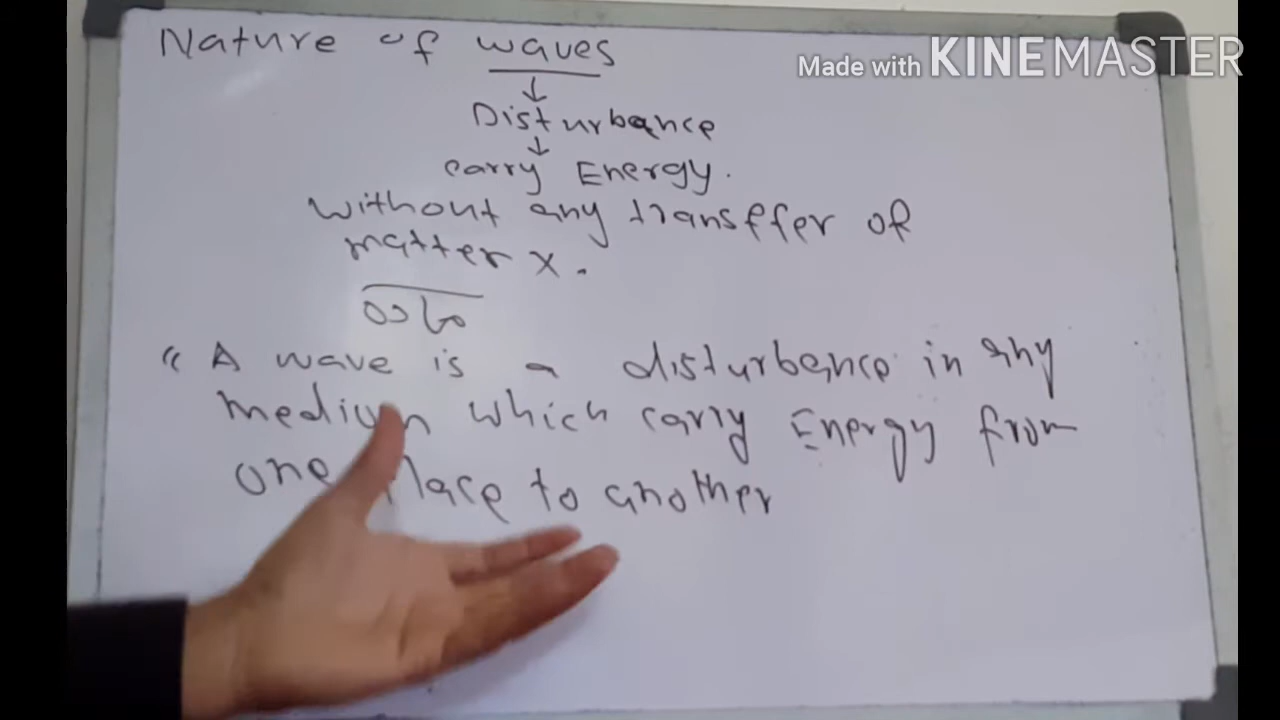 Nature of waves
Made with KINEMASTER
↓
Disturbance
↓
carry Energy.
without any transffer of
matter x.
“ A wave is a disturbance in any
medium which carry Energy from
one place to another